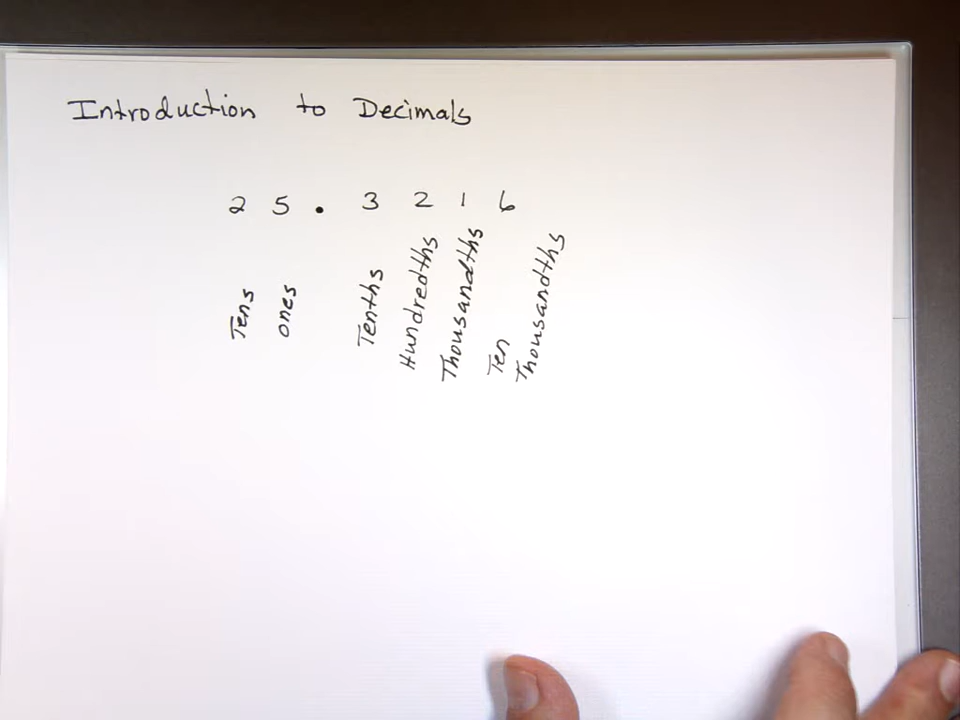 Introduction to Decimals
2 5 . 3 2 1 6
Tens
ones
Tenths
Hundredths
Thousandths
Ten
Thousandths